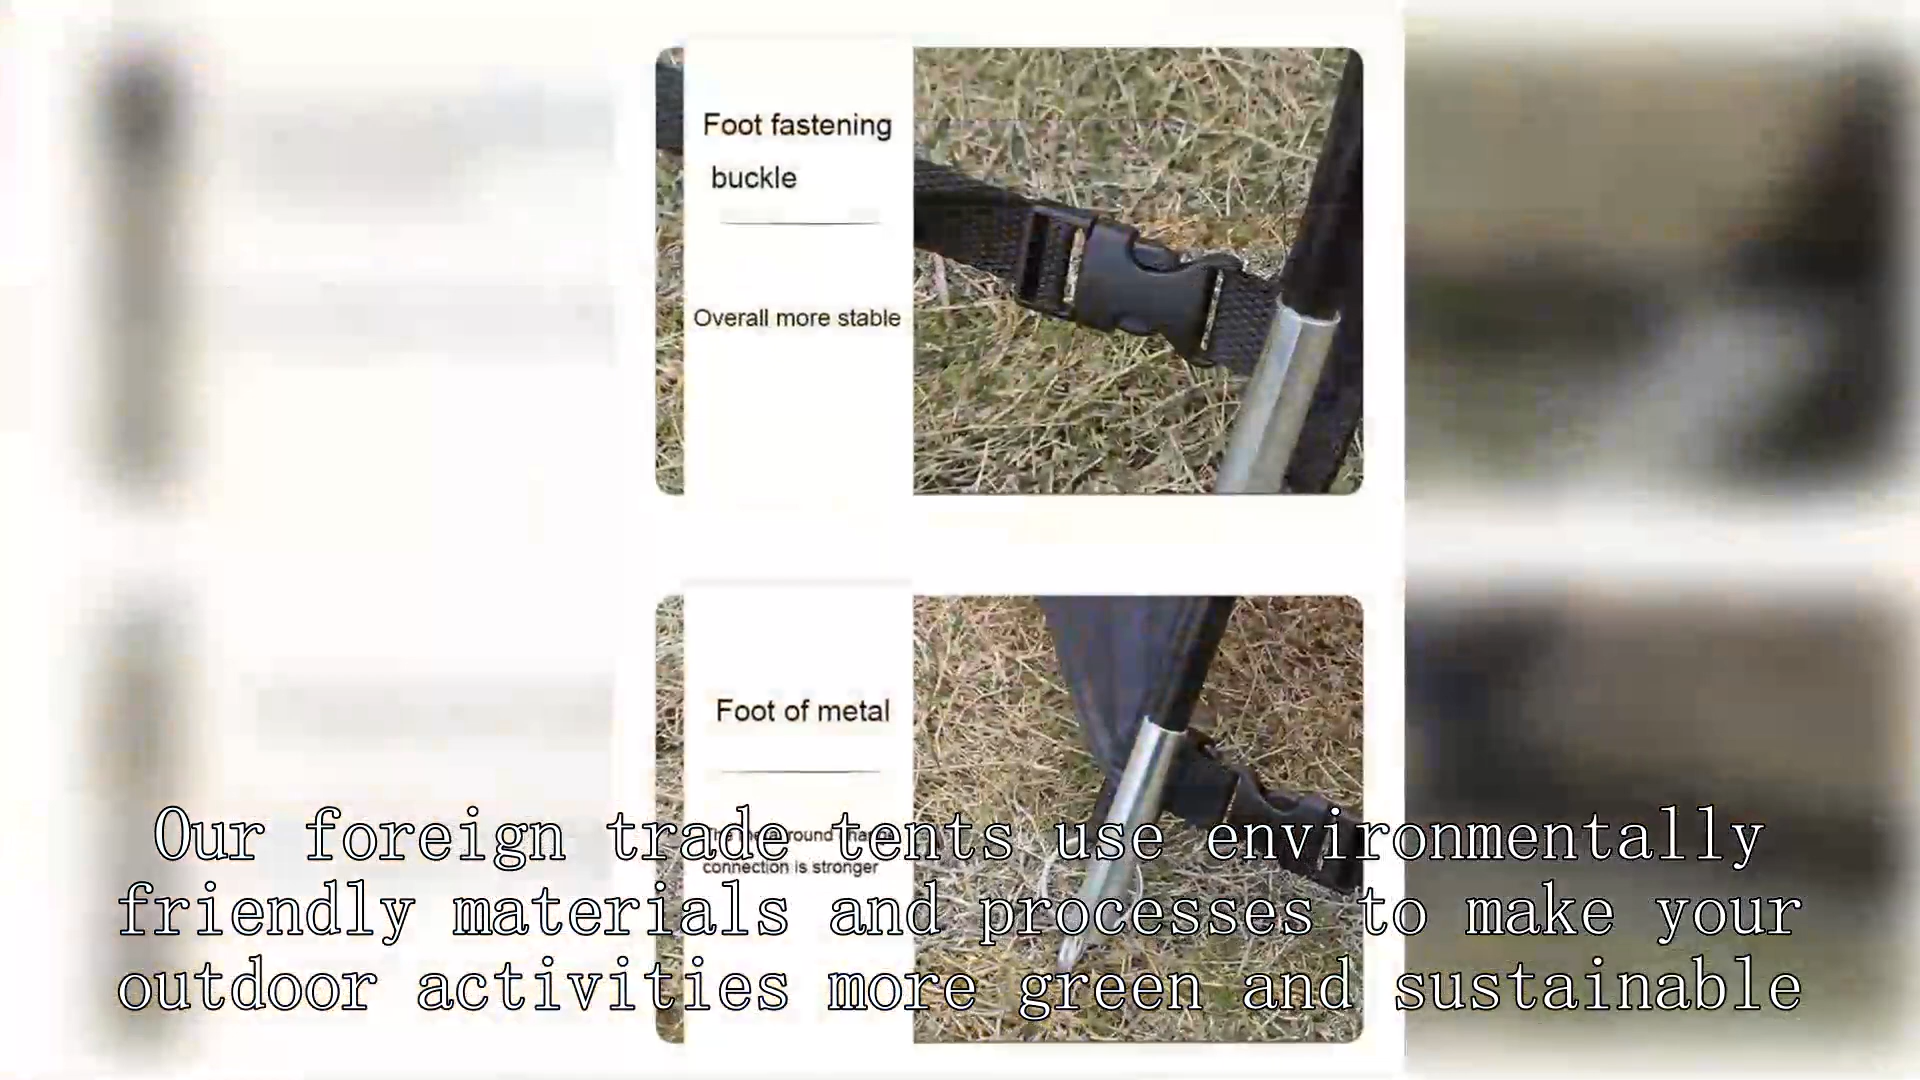 Foot fastening
buckle
Overall more stable
Foot of metal
connection is stronger
Our foreign trade tents use environmentally
friendly materials and processes to make your
outdoor activities more green and sustainable